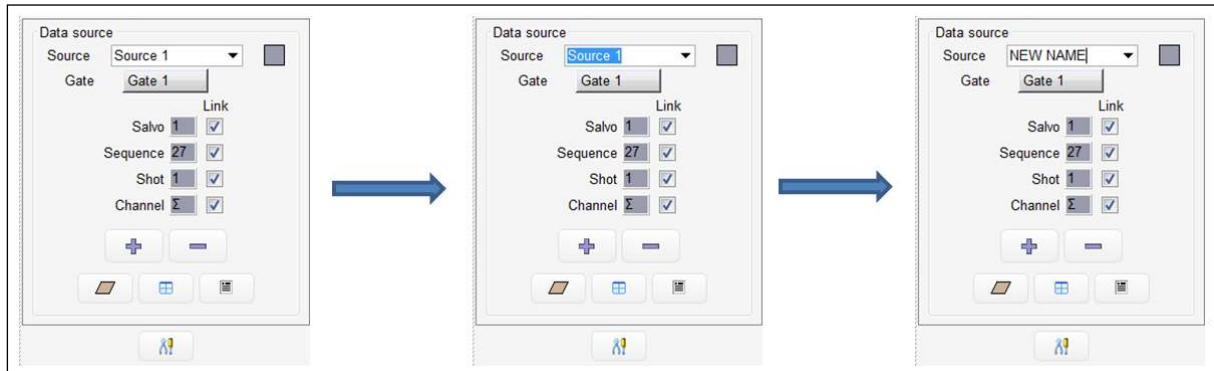 Data source
Source Source 1
Gate Gate 1
Link
Salvo 1
Sequence 27
Shot 1
Channel Σ
Data source
Source Source 1
Gate Gate 1
Link
Salvo 1
Sequence 27
Shot 1
Channel Σ
Data source
Source NEW NAME
Gate Gate 1
Link
Salvo 1
Sequence 27
Shot 1
Channel Σ